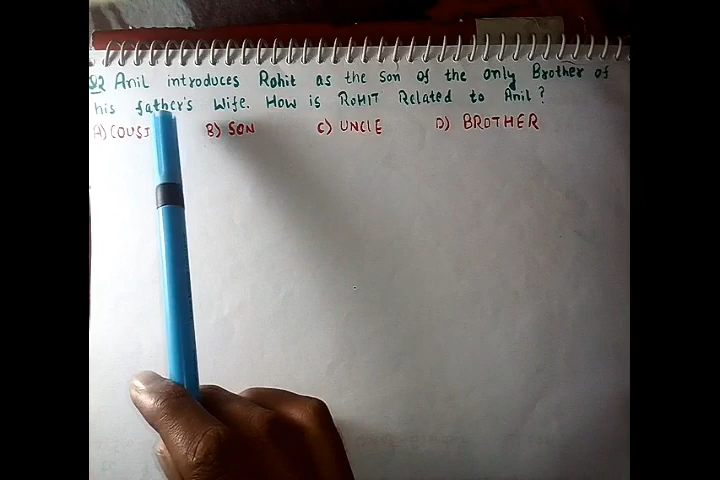 Q2 Anil introduces Rohit as the son of the only Brother of
his father's Wife. How is ROHIT Related to Anil?
A) COUSI B) SON C) UNCLE D) BROTHER